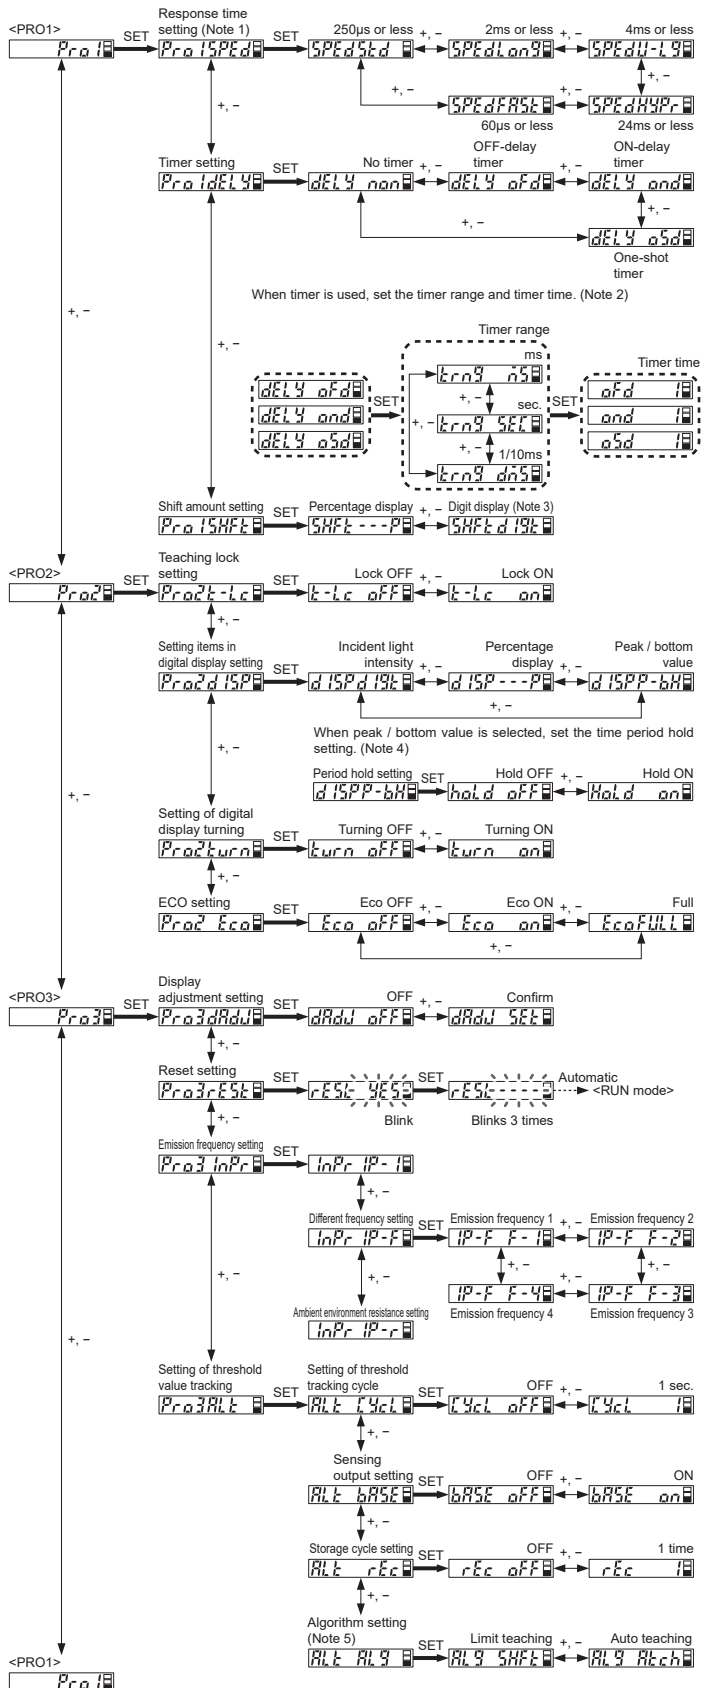 <PRO1>
Response time
setting (Note 1)
250µs or less
2ms or less
4ms or less
Pro1 SET Pro1SPEd SET SPEdStd +, − SPEdLong +, − SPEdU-Lg
+, −
+, −
SPEdFASt +, − SPEdHYPr
60µs or less
24ms or less
+, −
Timer setting
No timer
OFF-delay
timer
ON-delay
timer
Pro1dELY SET dELY non +, − dELY oFd +, − dELY ond
+, −
+, −
dELY oSd
One-shot
timer
When timer is used, set the timer range and timer time. (Note 2)
+, −
+, −
Timer range
Timer time
dELY oFd
dELY ond
dELY oSd
SET
ms
trng mS
+, −
sec.
+, −
trng SEC
+, −
1/10ms
trng dmS
SET
oFd 1
ond 1
oSd 1
Shift amount setting
Percentage display
Digit display (Note 3)
Pro1SHFt SET SHFt---P +, − SHFtdIgt
<PRO2>
Teaching lock
setting
Lock OFF
Lock ON
Pro2 SET Pro2t-Lc SET t-Lc oFF +, − t-Lc on
+, −
Setting items in
digital display setting
Incident light
intensity
Percentage
display
Peak / bottom
value
Pro2dISP SET dISPdIgt +, − dISP---P +, − dISPP-bH
+, −
When peak / bottom value is selected, set the time period hold
setting. (Note 4)
+, −
+, −
Period hold setting
Hold OFF
Hold ON
dISPP-bH SET hoLd oFF +, − HoLd on
Setting of digital
display turning
Turning OFF
Turning ON
Pro2turn SET turn oFF +, − turn on
+, −
ECO setting
Eco OFF
Eco ON
Full
Pro2 Eco SET Eco oFF +, − Eco on +, − EcoFULL
+, −
<PRO3>
Display
adjustment setting
OFF
Confirm
Pro3 SET Pro3dAdJ SET dAdJ oFF +, − dAdJ SEt
+, −
Reset setting
Pro3rESt SET rESt YES SET rESt---- Automatic
<RUN mode>
Blink
Blinks 3 times
+, −
Emission frequency setting
Pro3InPr SET InPr IP-1
+, −
Different frequency setting
Emission frequency 1
Emission frequency 2
InPr IP-F SET IP-F F-1 +, − IP-F F-2
+, −
+, −
+, −
+, −
IP-F F-4 +, − IP-F F-3
Emission frequency 4
Emission frequency 3
Ambient environment resistance setting
InPr IP-r
+, −
Setting of threshold
value tracking
Setting of threshold
tracking cycle
OFF
1 sec.
Pro3ALt SET ALt CYcL SET CYcL oFF +, − CYcL 1
+, −
Sensing
output setting
OFF
ON
ALt bASE SET bASE oFF +, − bASE on
+, −
Storage cycle setting
OFF
1 time
ALt rEc SET rEc oFF +, − rEc 1
+, −
Algorithm setting
(Note 5)
Limit teaching
Auto teaching
ALt ALg SET ALg SHFt +, − ALg Atch
<PRO1>
Pro1